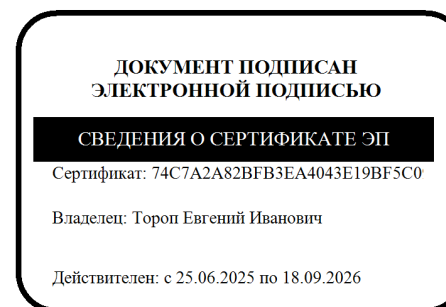 ДОКУМЕНТ ПОДПИСАН
ЭЛЕКТРОННОЙ ПОДПИСЬЮ
СВЕДЕНИЯ О СЕРТИФИКАТЕ ЭП
Сертификат: 74C7A2A82BFB3EA4043E19BF5C0
Владелец: Тороп Евгений Иванович
Действителен: с 25.06.2025 по 18.09.2026